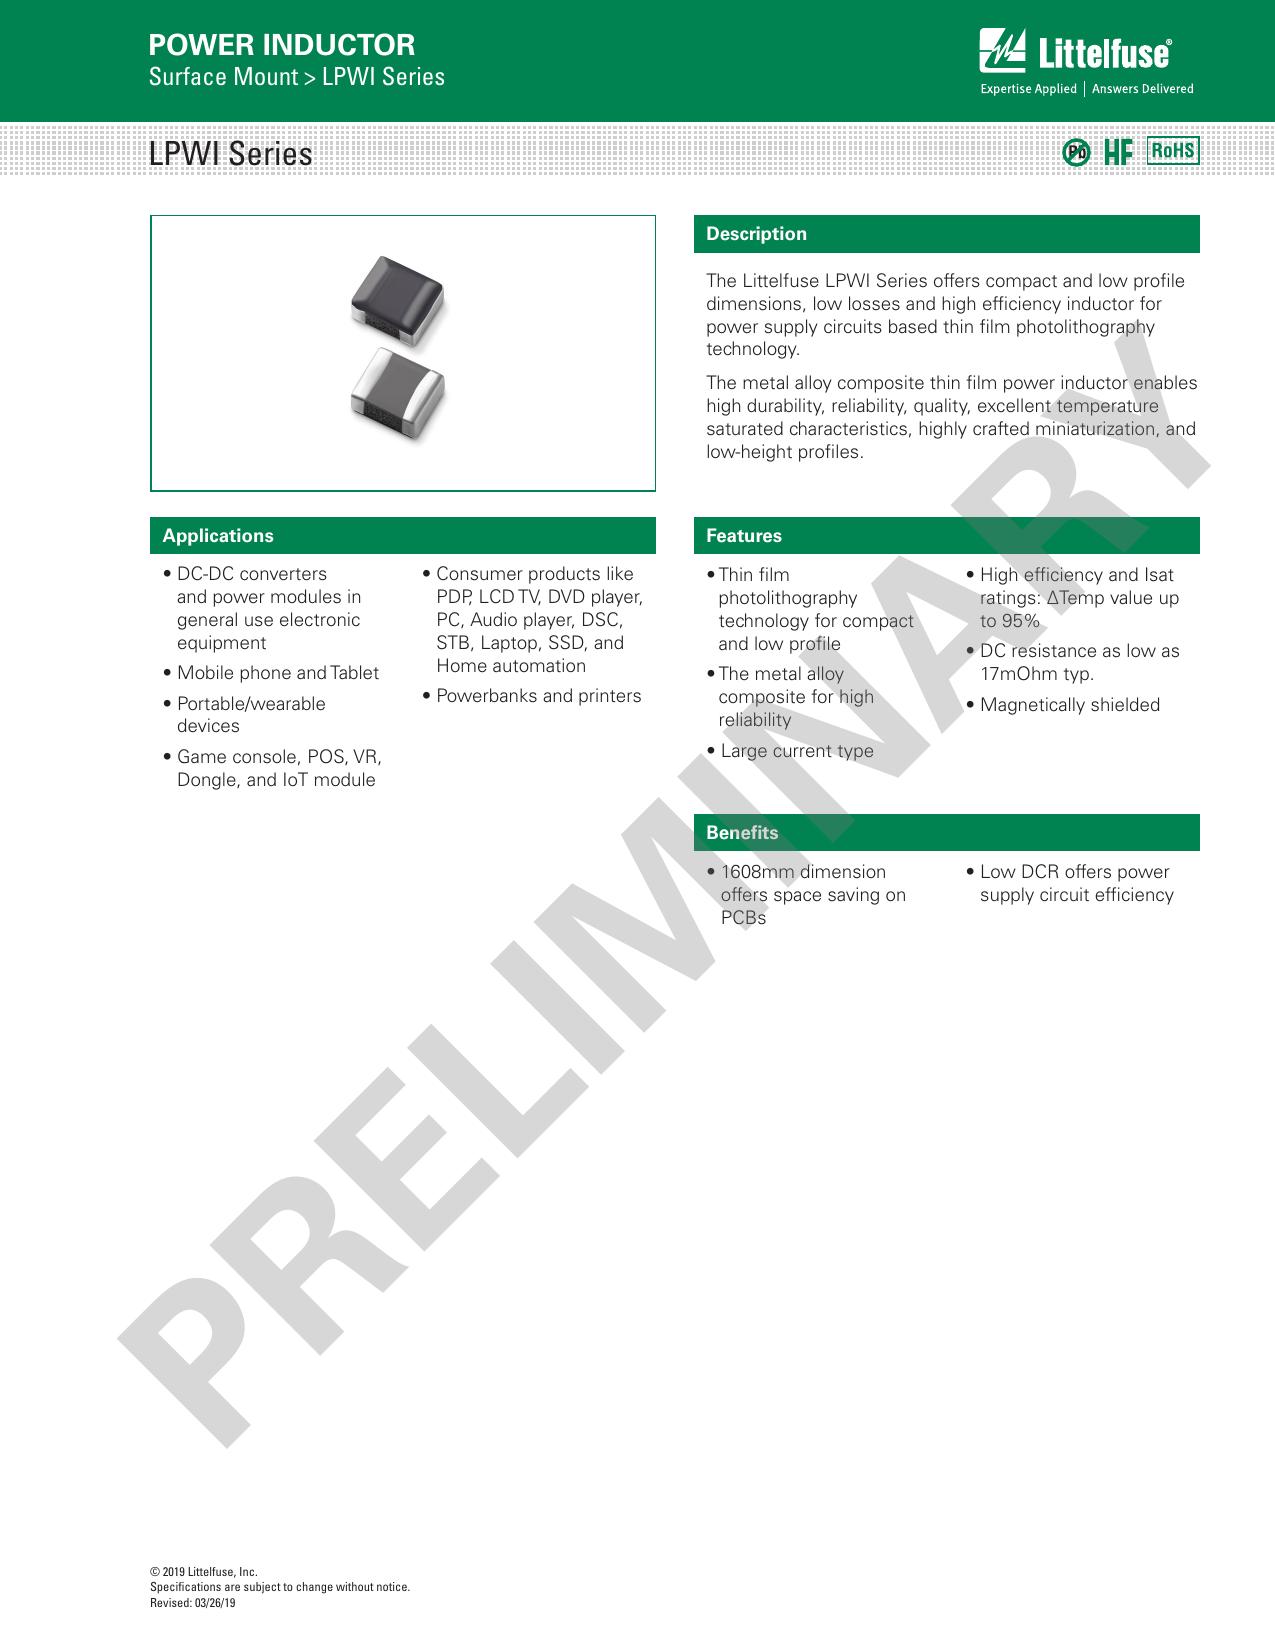 POWER INDUCTOR
Surface Mount > LPWI Series
Littelfuse®
Expertise Applied | Answers Delivered
LPWI Series
Pb
HF
RoHS
Description
The Littelfuse LPWI Series offers compact and low profile
dimensions, low losses and high efficiency inductor for
power supply circuits based thin film photolithography
technology.
The metal alloy composite thin film power inductor enables
high durability, reliability, quality, excellent temperature
saturated characteristics, highly crafted miniaturization, and
low-height profiles.
Applications
• DC-DC converters
and power modules in
general use electronic
equipment
• Mobile phone and Tablet
• Portable/wearable
devices
• Game console, POS, VR,
Dongle, and IoT module
• Consumer products like
PDP, LCD TV, DVD player,
PC, Audio player, DSC,
STB, Laptop, SSD, and
Home automation
• Powerbanks and printers
Features
• Thin film
photolithography
technology for compact
and low profile
• The metal alloy
composite for high
reliability
• Large current type
• High efficiency and Isat
ratings: ΔTemp value up
to 95%
• DC resistance as low as
17mOhm typ.
• Magnetically shielded
Benefits
• 1608mm dimension
offers space saving on
PCBs
• Low DCR offers power
supply circuit efficiency
PRELIMINARY
© 2019 Littelfuse, Inc.
Specifications are subject to change without notice.
Revised: 03/26/19